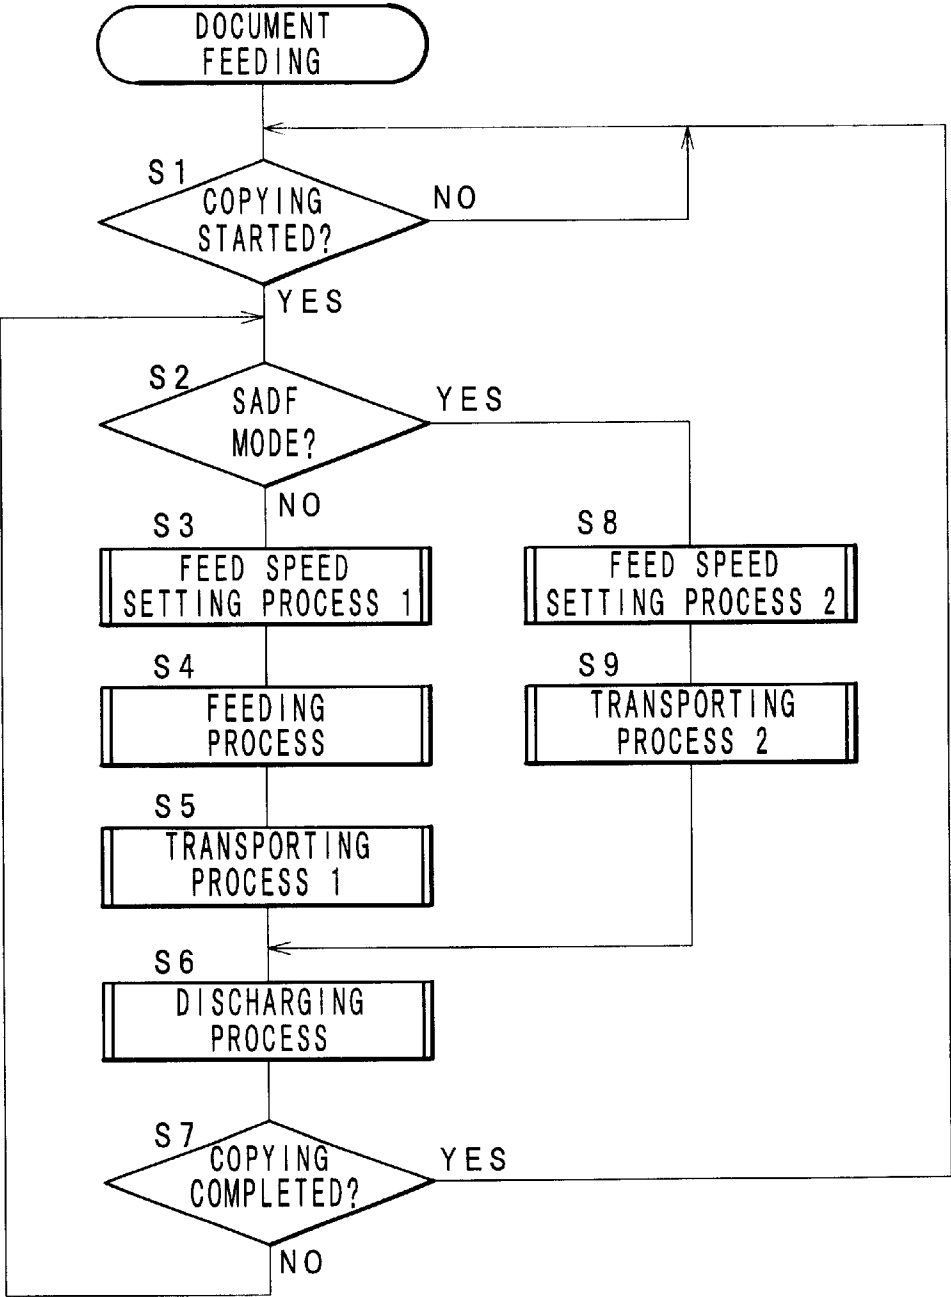 DOCUMENT
FEEDING
S1
COPYING
STARTED?
NO
YES
S2
SADF
MODE?
YES
NO
S3
FEED SPEED
SETTING PROCESS 1
S8
FEED SPEED
SETTING PROCESS 2
S4
FEEDING
PROCESS
S9
TRANSPORTING
PROCESS 2
S5
TRANSPORTING
PROCESS 1
S6
DISCHARGING
PROCESS
S7
COPYING
COMPLETED?
YES
NO